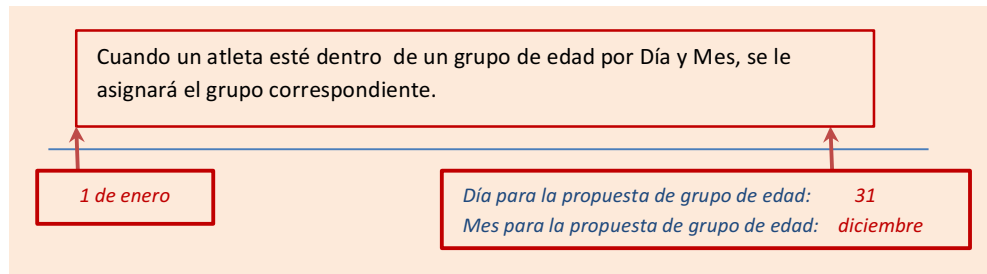 Cuando un atleta esté dentro de un grupo de edad por Día y Mes, se le
asignará el grupo correspondiente.
1 de enero
Día para la propuesta de grupo de edad: 31
Mes para la propuesta de grupo de edad: diciembre